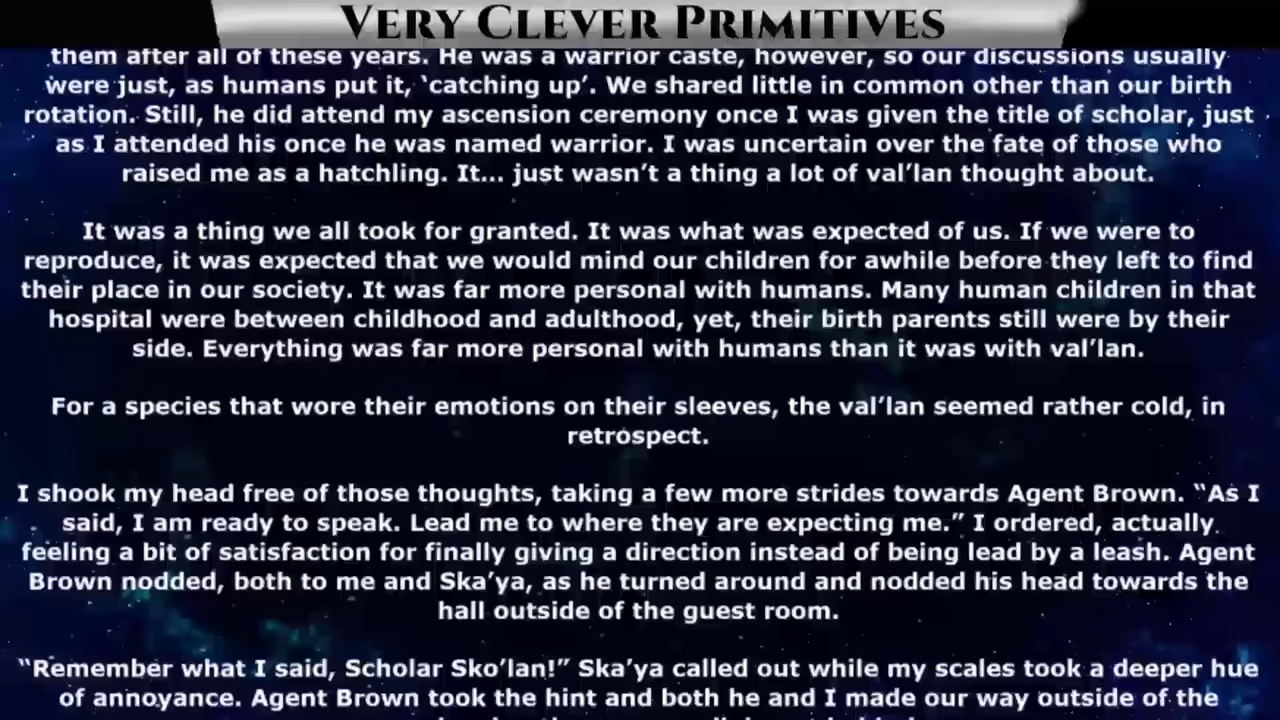 VERY CLEVER PRIMITIVES
them after all of these years. He was a warrior caste, however, so our discussions usually
were just, as humans put it, ‘catching up’. We shared little in common other than our birth
rotation. Still, he did attend my ascension ceremony once I was given the title of scholar, just
as I attended his once he was named warrior. I was uncertain over the fate of those who
raised me as a hatchling. It... just wasn’t a thing a lot of val’lan thought about.
It was a thing we all took for granted. It was what was expected of us. If we were to
reproduce, it was expected that we would mind our children for awhile before they left to find
their place in our society. It was far more personal with humans. Many human children in that
hospital were between childhood and adulthood, yet, their birth parents still were by their
side. Everything was far more personal with humans than it was with val’lan.
For a species that wore their emotions on their sleeves, the val’lan seemed rather cold, in
retrospect.
I shook my head free of those thoughts, taking a few more strides towards Agent Brown. “As I
said, I am ready to speak. Lead me to where they are expecting me.” I ordered, actually
feeling a bit of satisfaction for finally giving a direction instead of being lead by a leash. Agent
Brown nodded, both to me and Ska’ya, as he turned around and nodded his head towards the
hall outside of the guest room.
“Remember what I said, Scholar Sko’lan!” Ska’ya called out while my scales took a deeper hue
of annoyance. Agent Brown took the hint and both he and I made our way outside of the